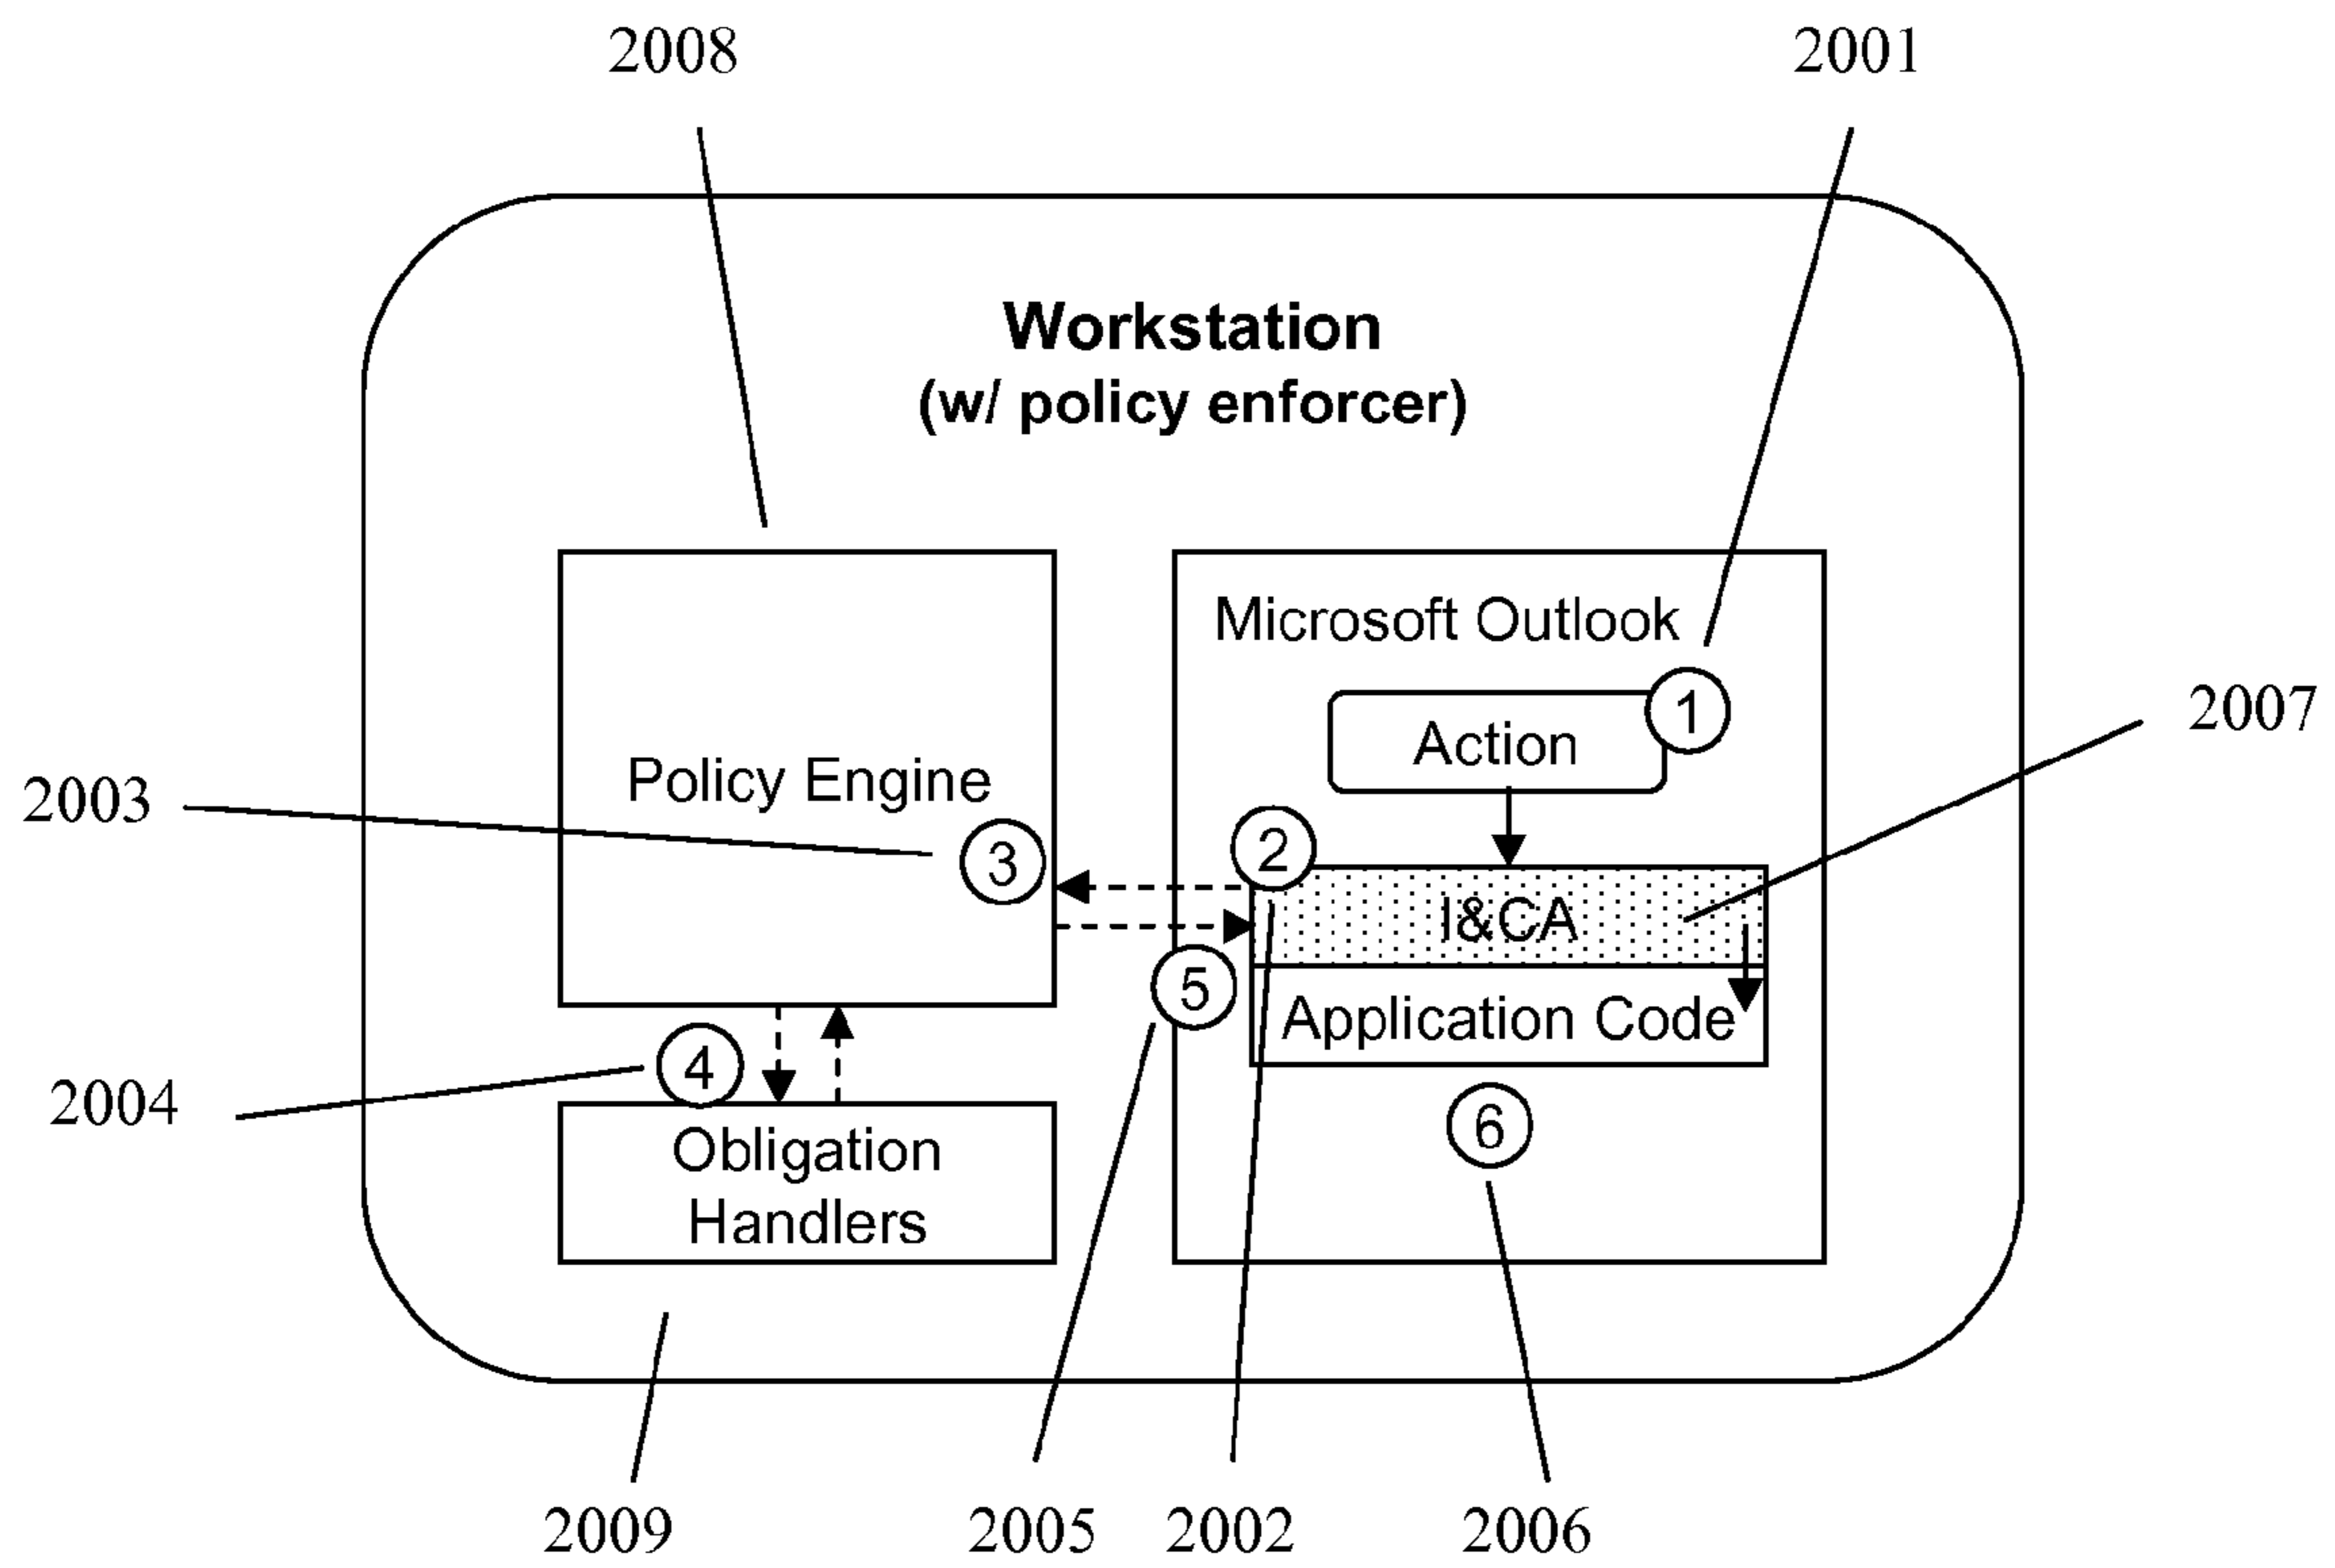 2008
2001
Workstation
(w/ policy enforcer)
Microsoft Outlook
1
Action
2007
Policy Engine
2003
2
3
I&CA
5
Application Code
4
2004
6
Obligation
Handlers
2009
2005
2002
2006